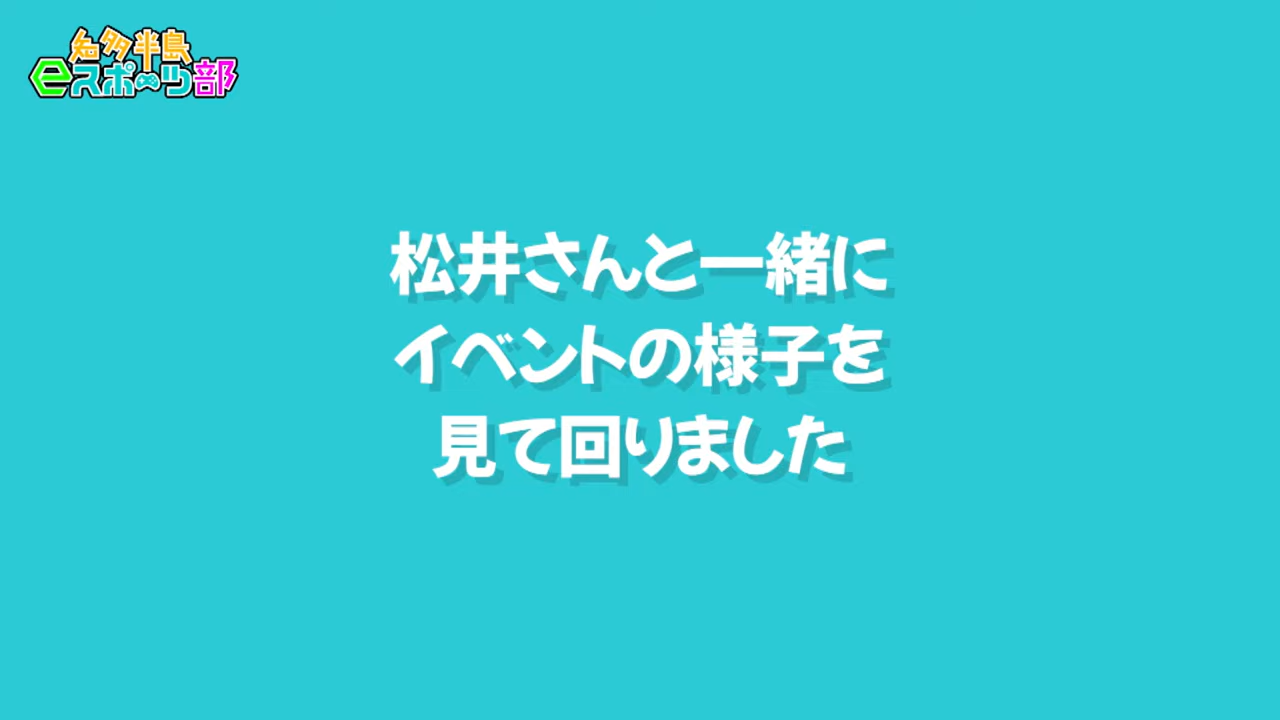 知多半島
eスポーツ部
松井さんと一緒に
イベントの様子を
見て回りました